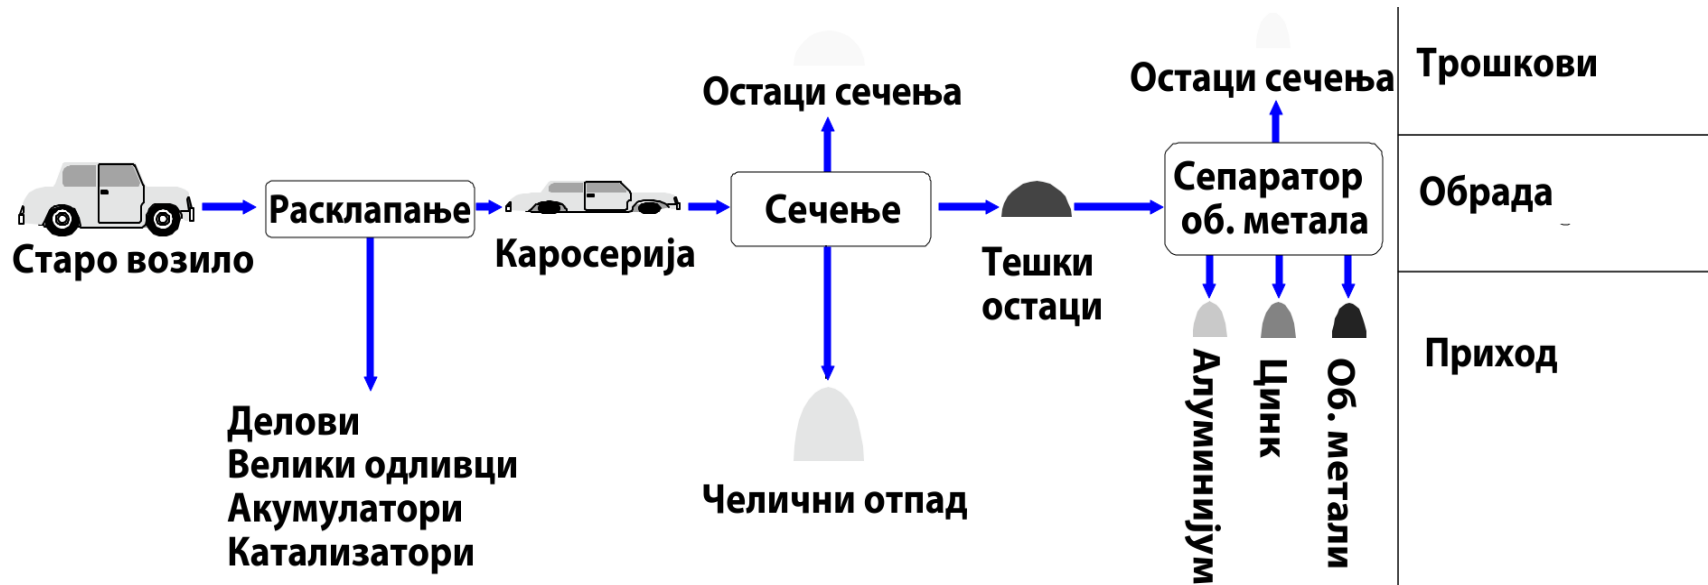 Старо возило
Расклапање
Делови
Велики одливци
Акумулатори
Катализатори
Каросерија
Остаци сечења
Сечење
Челични отпад
Тешки
остаци
Остаци сечења
Сепаратор
об. метала
Алуминијум
Цинк
Об. метали
Трошкови
Обрада
Приход